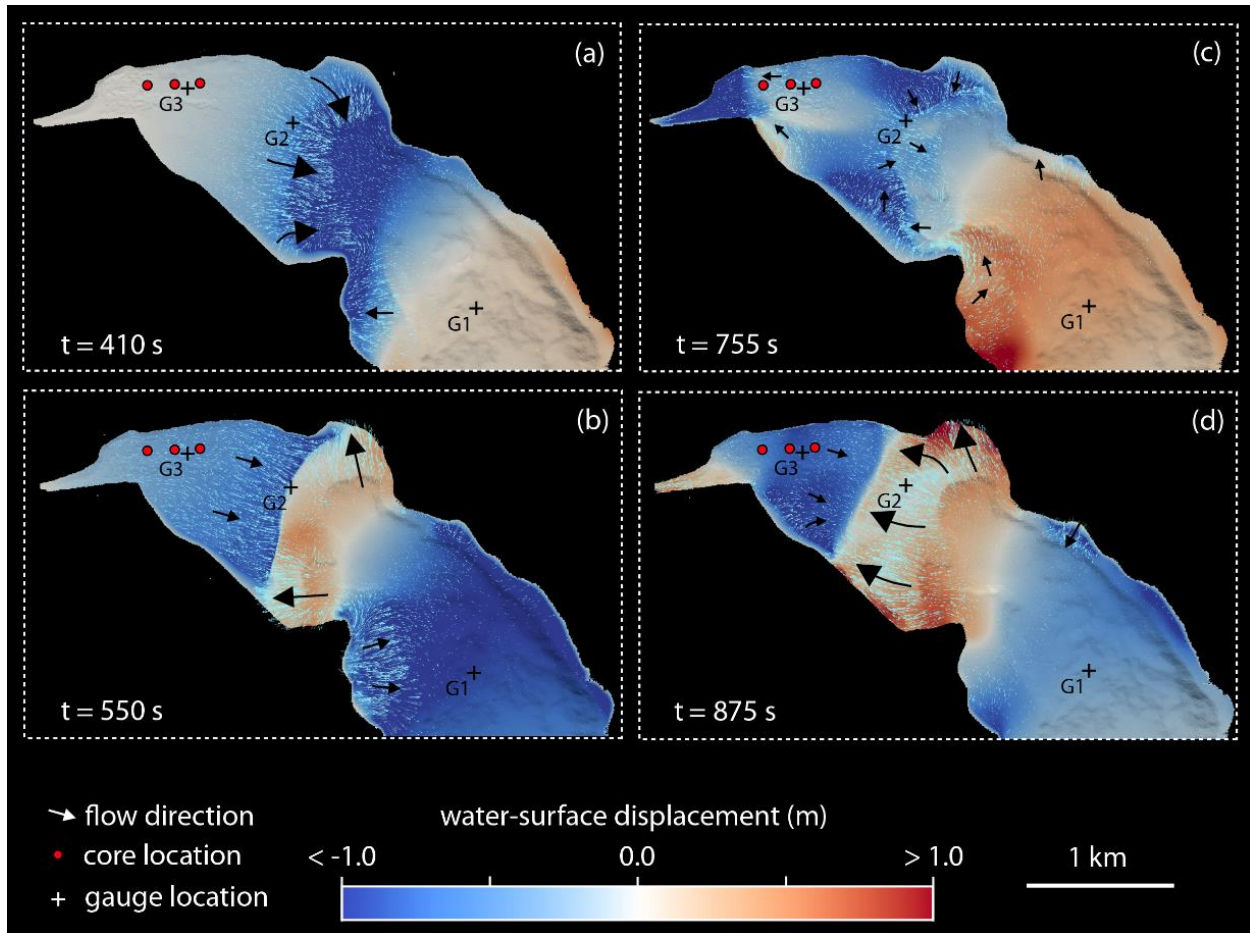 (a)
G3
G2
G1
t = 410 s
(c)
G3
G2
G1
t = 755 s
(b)
G3
G2
G1
t = 550 s
(d)
G3
G2
G1
t = 875 s
flow direction
core location
gauge location
water-surface displacement (m)
< -1.0 0.0 > 1.0
1 km